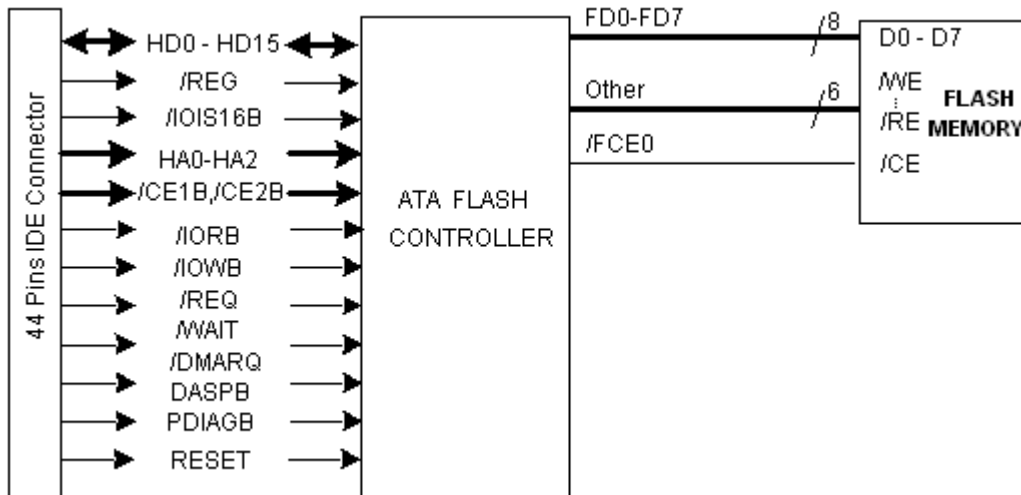 44 Pins IDE Connector
HD0 - HD15
/REG
/IOIS16B
HA0-HA2
/CE1B,/CE2B
/IORB
/IOWB
/REQ
/WAIT
/DMARQ
DASPB
PDIAGB
RESET
ATA FLASH
CONTROLLER
FD0-FD7
8
Other
6
/FCE0
D0 - D7
/WE
/RE
/CE
FLASH
MEMORY